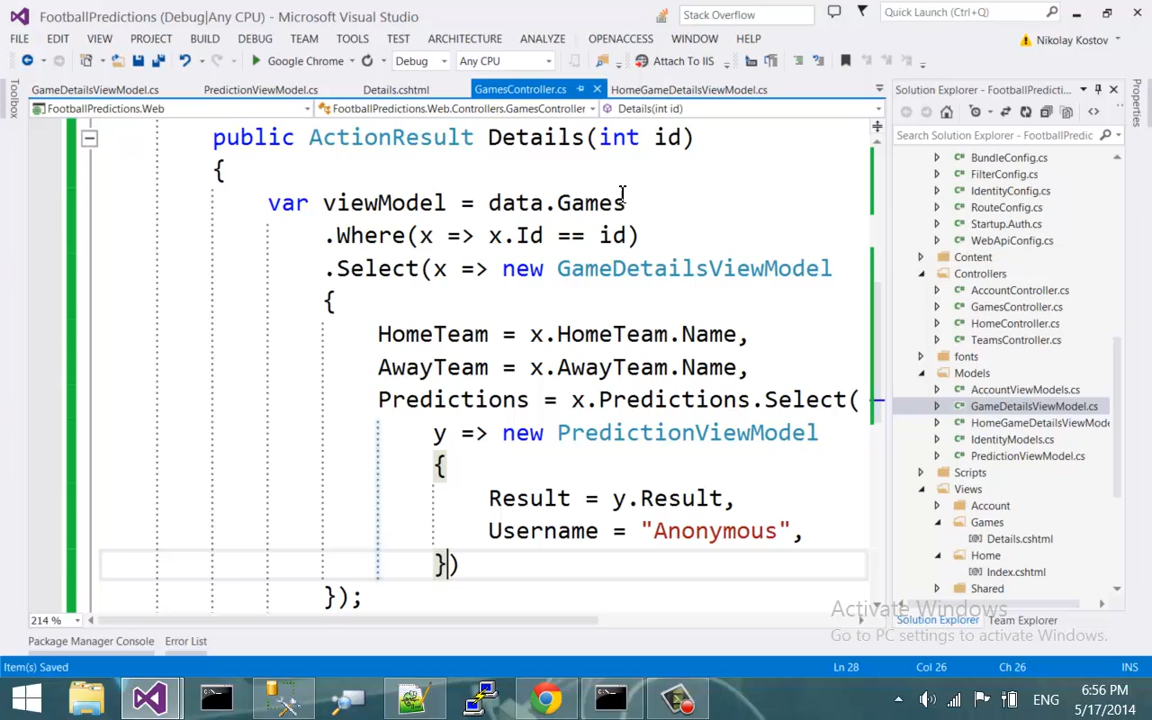 FootballPredictions (Debug|Any CPU) - Microsoft Visual Studio
Stack Overflow
Quick Launch (Ctrl+Q)
FILE EDIT VIEW PROJECT BUILD DEBUG TEAM TOOLS TEST ARCHITECTURE ANALYZE OPENACCESS WINDOW HELP
Nikolay Kostov
Google Chrome
Debug
Any CPU
Attach To IIS
Toolbox
GameDetailsViewModel.cs PredictionViewModel.cs Details.cshtml GamesController.cs HomeGameDetailsViewModel.cs
FootballPredictions.Web
FootballPredictions.Web.Controllers.GamesController
Details(int id)
public ActionResult Details(int id)
{
var viewModel = data.Games
.Where(x => x.Id == id)
.Select(x => new GameDetailsViewModel
{
HomeTeam = x.HomeTeam.Name,
AwayTeam = x.AwayTeam.Name,
Predictions = x.Predictions.Select(
y => new PredictionViewModel
{
Result = y.Result,
Username = "Anonymous",
})
});
214 %
Solution Explorer - FootballPredicti...
Properties
Search Solution Explorer - FootballPredic
BundleConfig.cs
FilterConfig.cs
IdentityConfig.cs
RouteConfig.cs
Startup.Auth.cs
WebApiConfig.cs
Content
Controllers
AccountController.cs
GamesController.cs
HomeController.cs
TeamsController.cs
fonts
Models
AccountViewModels.cs
GameDetailsViewModel.cs
HomeGameDetailsViewMode
IdentityModels.cs
PredictionViewModel.cs
Scripts
Views
Account
Games
Details.cshtml
Home
Index.cshtml
Shared
Solution Explorer Team Explorer
Activate Windows
Go to PC settings to activate Windows.
Package Manager Console Error List
Item(s) Saved
Ln 28 Col 26 Ch 26 INS
ENG
6:56 PM
5/17/2014